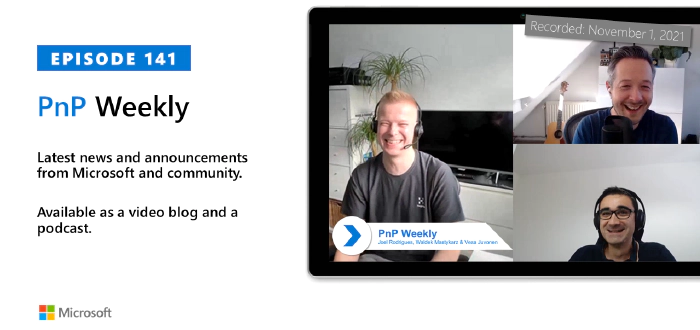 Recorded: November 1, 2021
EPISODE 141
PnP Weekly
Latest news and announcements
from Microsoft and community.
Available as a video blog and a
podcast.
PnP Weekly
Joel Rodrigues, Waldek Mastykarz & Vesa Juvonen
Microsoft